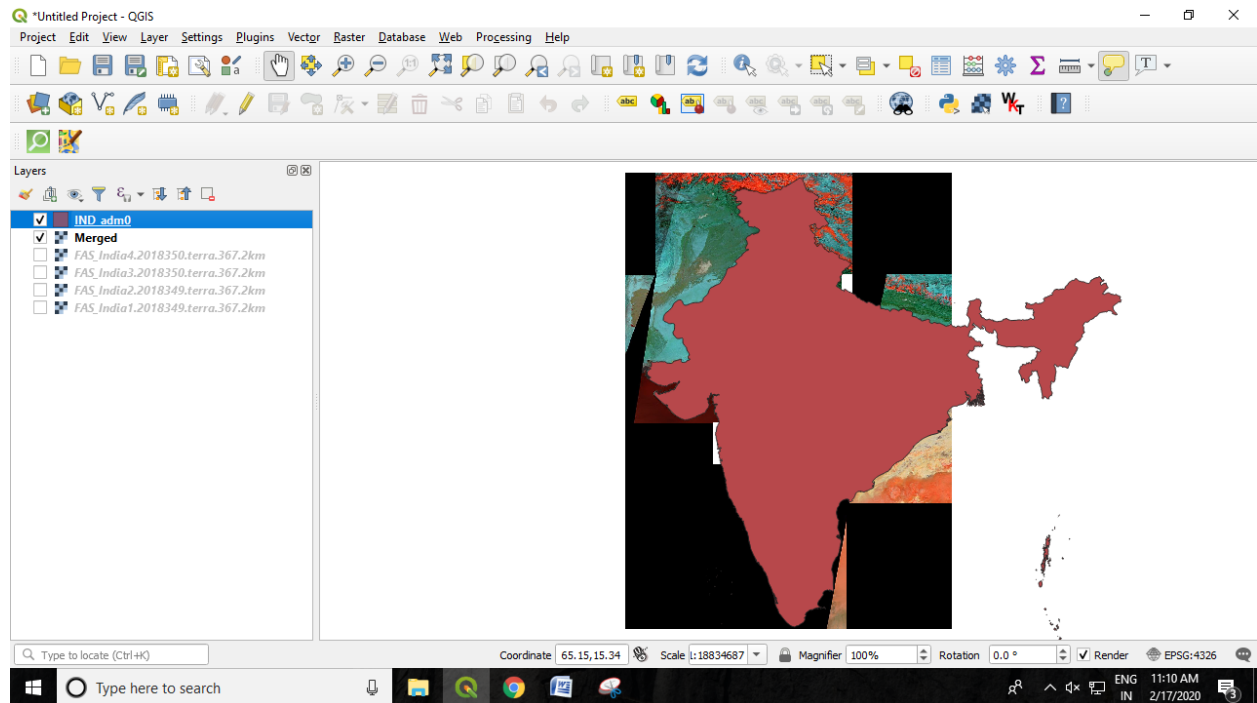 *Untitled Project - QGIS
Project Edit View Layer Settings Plugins Vector Raster Database Web Processing Help
Layers
IND_adm0
Merged
FAS_India4.2018350.terra.367.2km
FAS_India3.2018350.terra.367.2km
FAS_India2.2018349.terra.367.2km
FAS_India1.2018349.terra.367.2km
Type to locate (Ctrl+K) Coordinate 65.15,15.34 Scale 1:18834687 Magnifier 100% Rotation 0.0 ° Render EPSG:4326
Type here to search ENG 11:10 AM
IN 2/17/2020 3